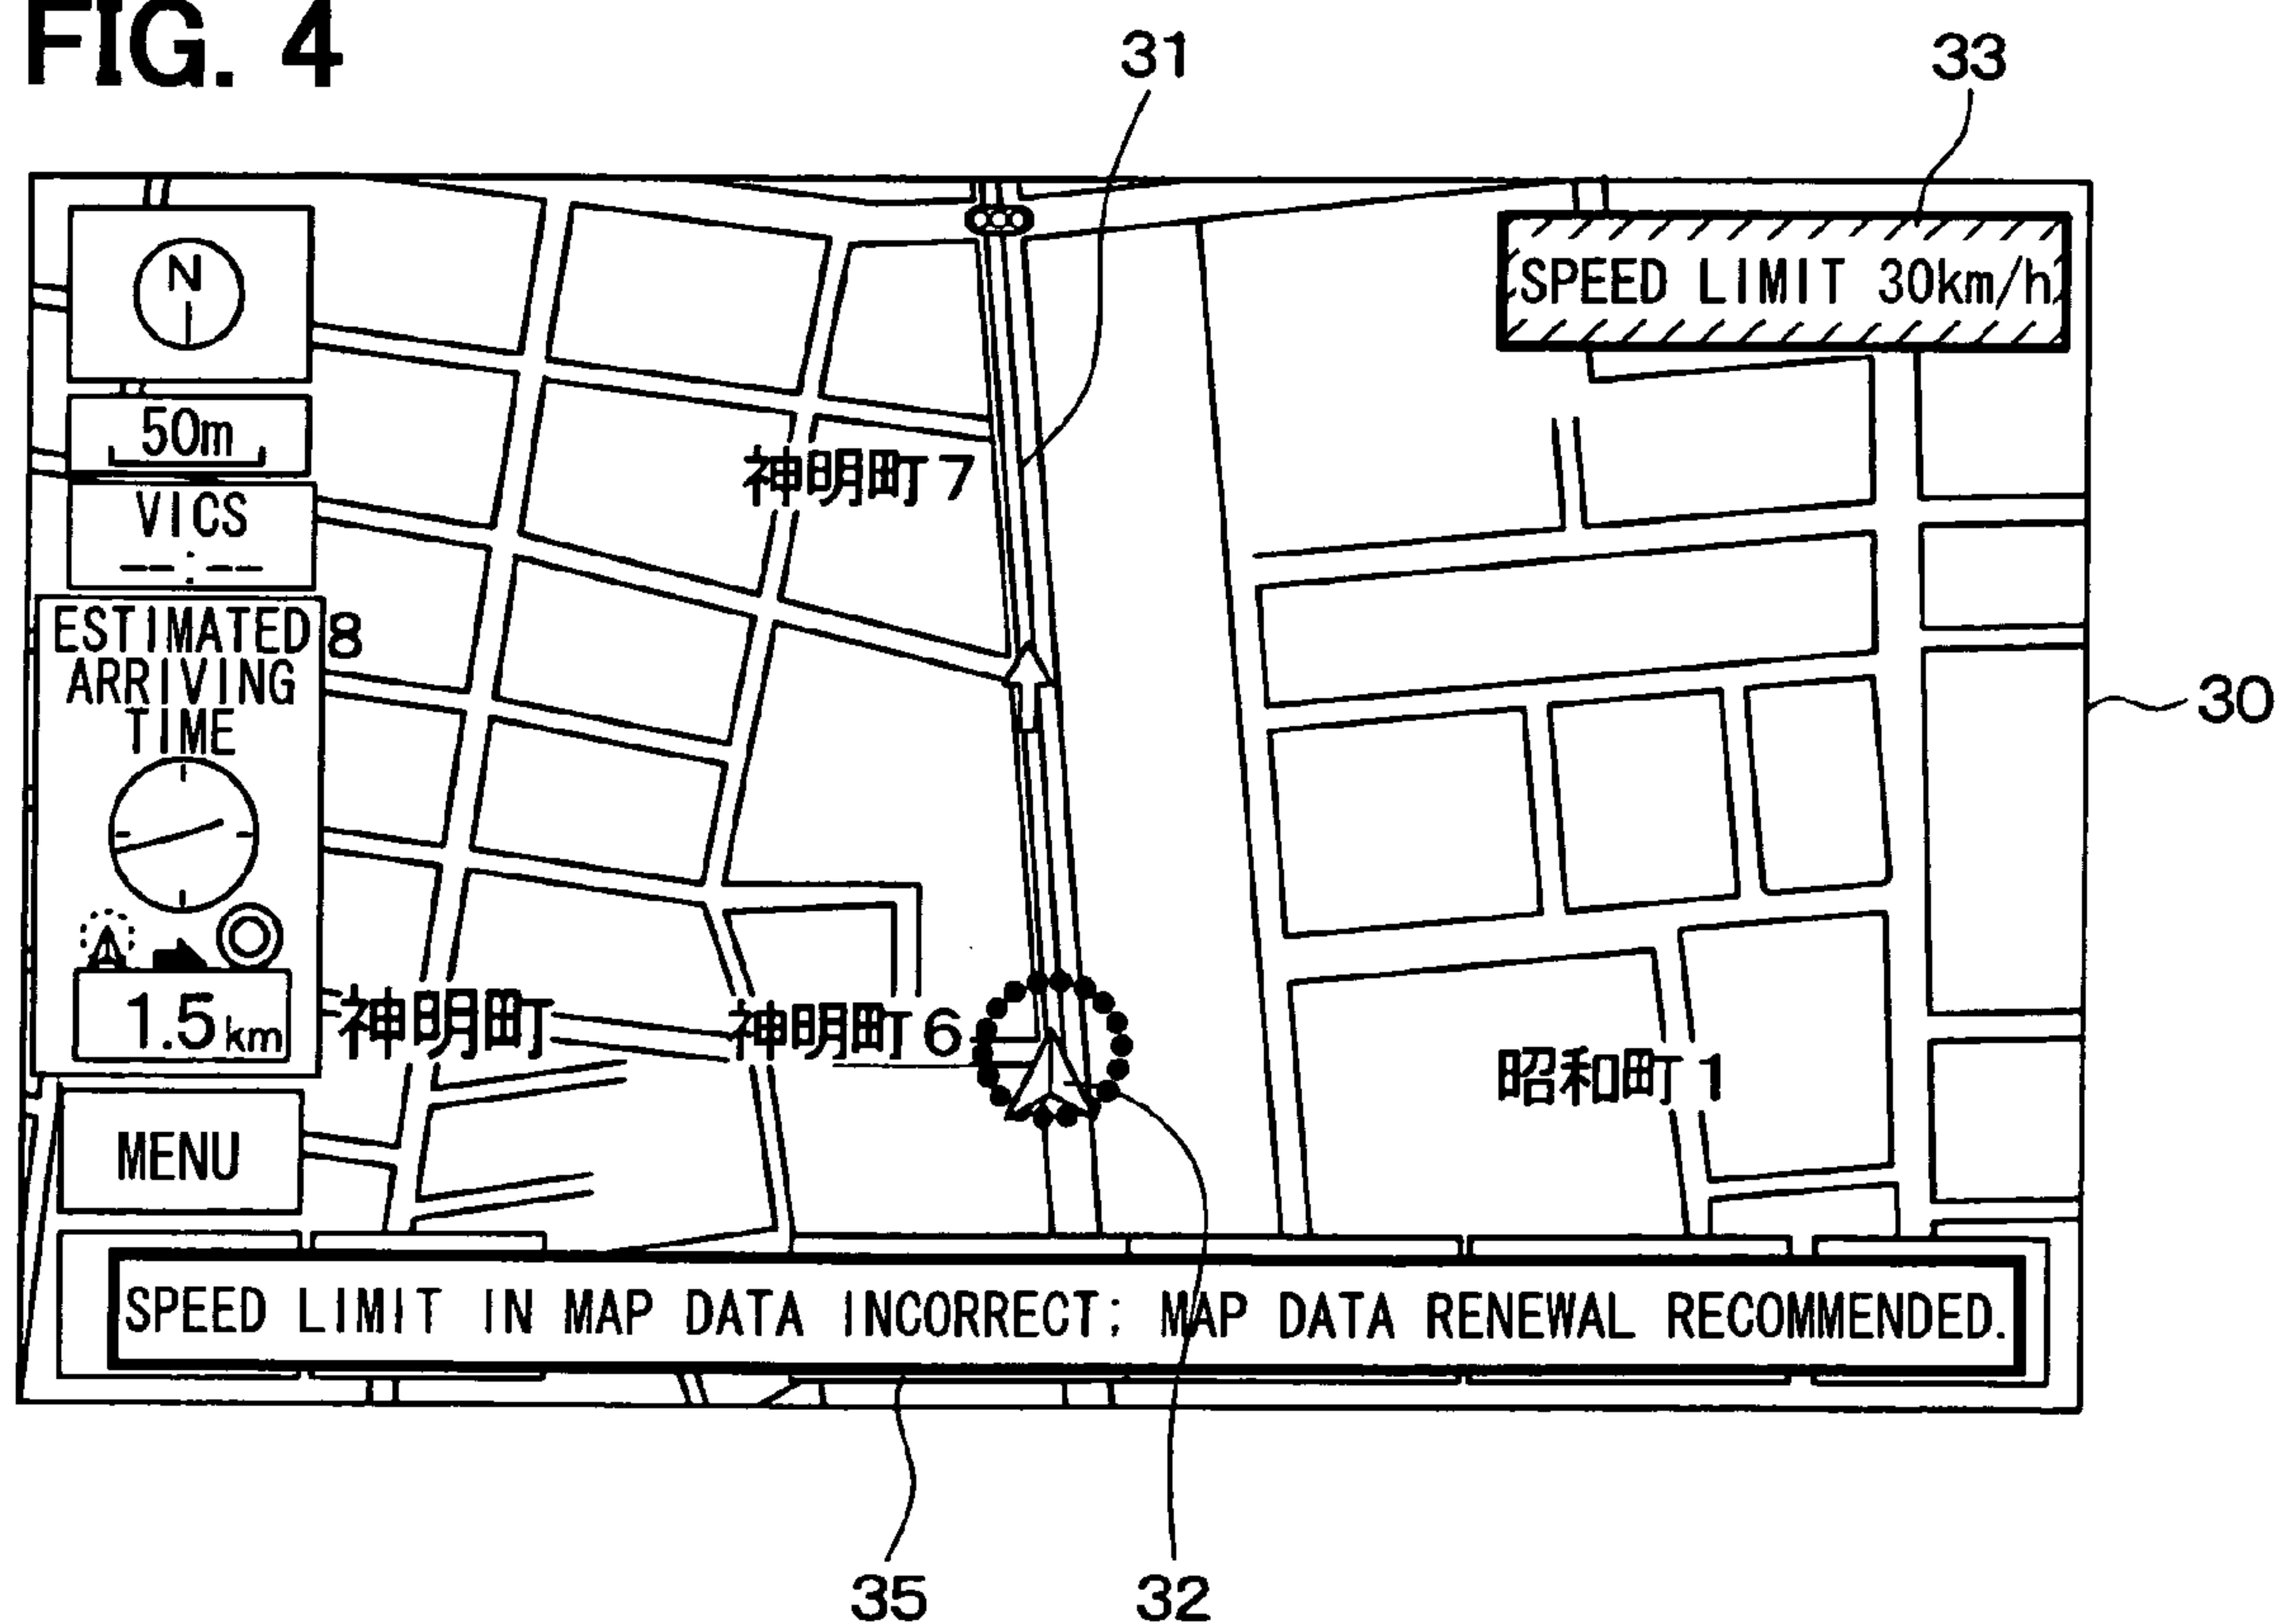 FIG. 4
31
33
N
SPEED LIMIT 30km/h
50m
神明町7
VICS
--:--
ESTIMATED
ARRIVING
TIME
8
30
1.5km
神明町
神明町6
昭和町1
MENU
SPEED LIMIT IN MAP DATA INCORRECT; MAP DATA RENEWAL RECOMMENDED.
35
32